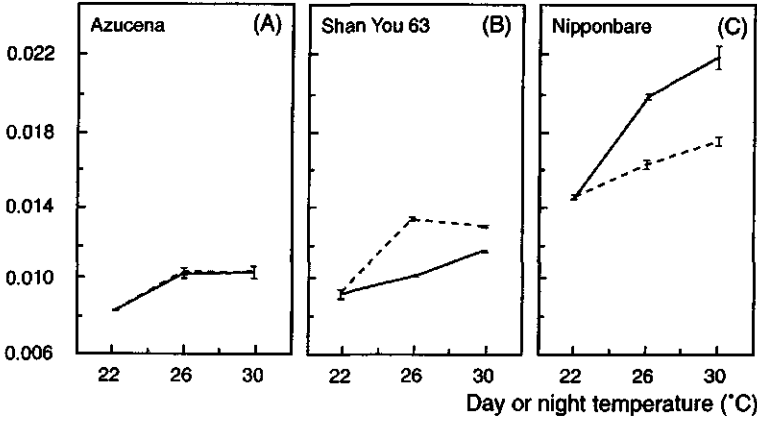 Azucena (A)
Shan You 63 (B)
Nipponbare (C)
0.022
0.018
0.014
0.010
0.006
22 26 30
22 26 30
22 26 30
Day or night temperature (°C)